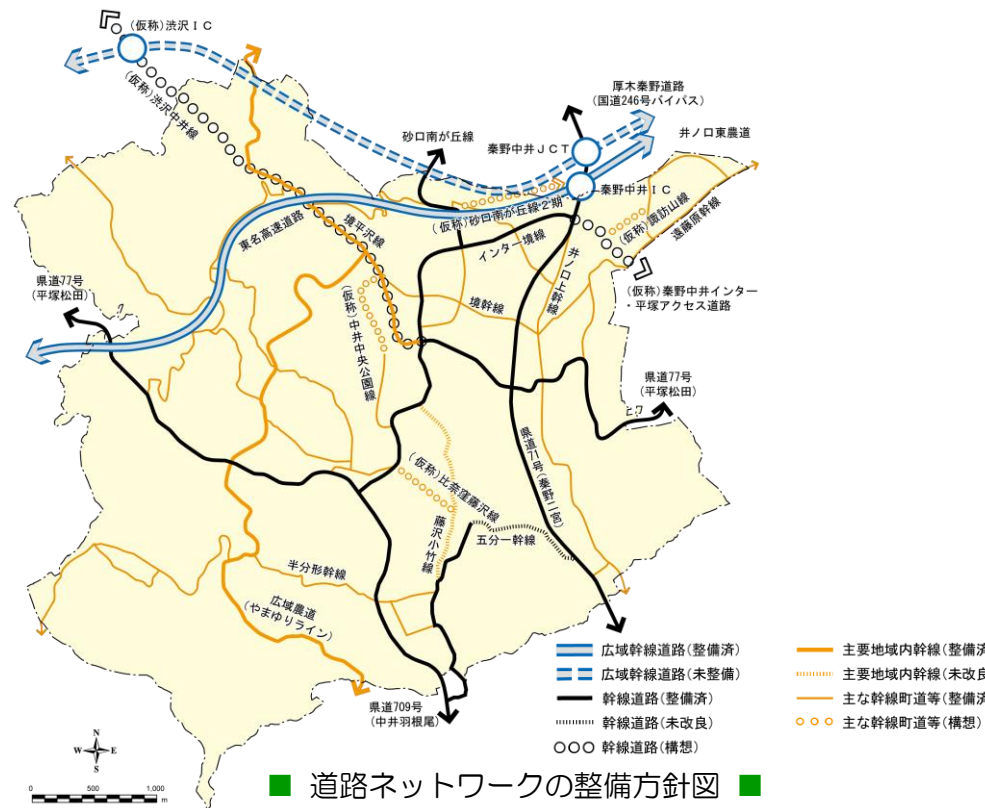 (仮称)渋沢IC
(仮称)渋沢中井線
厚木秦野道路
(国道246号バイパス)
井ノ口東農道
砂口南が丘線
秦野中井JCT
秦野中井IC
(仮称)砂口南が丘線2期
(仮称)諏訪山線
遠藤原幹線
東名高速道路
境平沢線
インター境線
井ノ口上幹線
(仮称)秦野中井インター
・平塚アクセス道路
県道77号
(平塚松田)
(仮称)中井中央公園線
境幹線
県道77号
(平塚松田)
県道71号(秦野二宮)
(仮称)比奈窪藤沢線
藤沢小竹線
五分一幹線
半分形幹線
広域農道
(やまゆりライン)
県道709号
(中井羽根尾)
広域幹線道路(整備済)
広域幹線道路(未整備)
幹線道路(整備済)
幹線道路(未改良)
幹線道路(構想)
主要地域内幹線(整備済
主要地域内幹線(未改良
主な幹線町道等(整備済
主な幹線町道等(構想)
N
W E
S
0 500 1,000
m
■ 道路ネットワークの整備方針図 ■